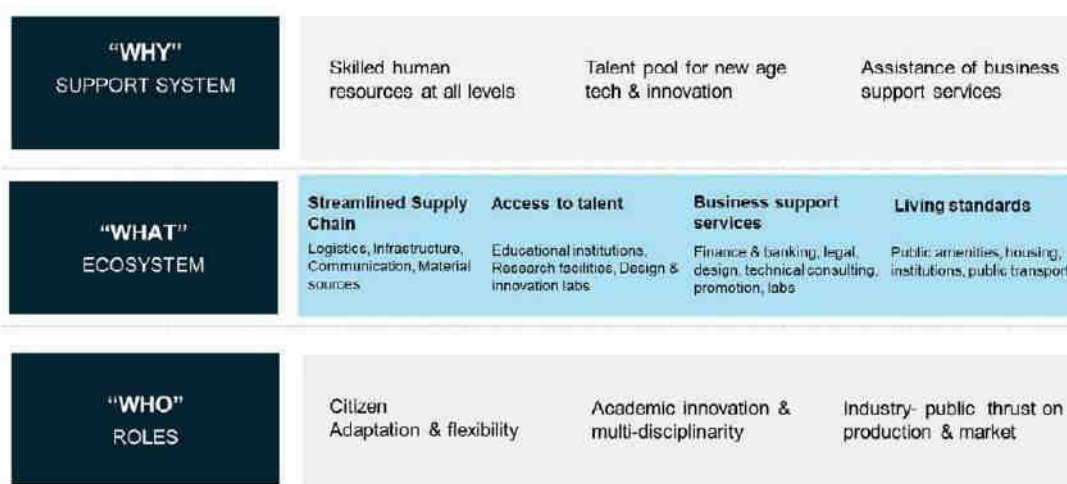 “WHY”
SUPPORT SYSTEM
Skilled human
resources at all levels
Talent pool for new age
tech & innovation
Assistance of business
support services
“WHAT”
ECOSYSTEM
Streamlined Supply
Chain
Logistics, Infrastructure,
Communication, Material
sources
Access to talent
Educational institutions,
Research facilities, Design &
innovation labs
Business support
services
Finance & banking, legal,
design, technical consulting,
promotion, labs
Living standards
Public amenities, housing,
institutions, public transport
“WHO”
ROLES
Citizen
Adaptation & flexibility
Academic innovation &
multi-disciplinarity
Industry- public thrust on
production & market